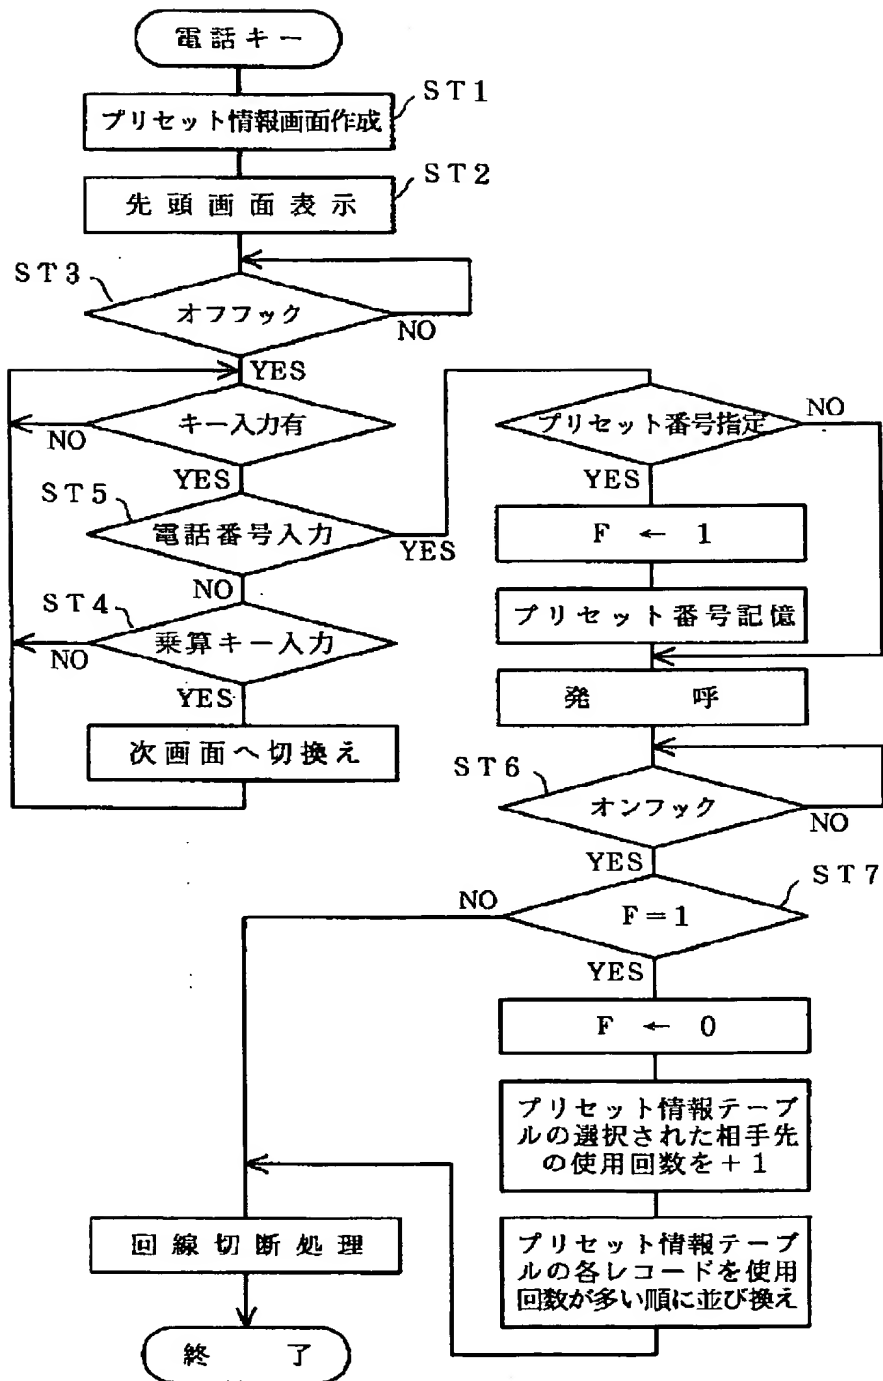 電話キー
ST1
プリセット情報画面作成
ST2
先頭画面表示
ST3
オフフック
NO
YES
キー入力有
NO
YES
ST5
電話番号入力
YES
NO
ST4
乗算キー入力
NO
YES
次画面へ切換え
プリセット番号指定
NO
YES
F ← 1
プリセット番号記憶
発呼
ST6
オンフック
NO
YES
ST7
F=1
NO
YES
F ← 0
プリセット情報テーブ
ルの選択された相手先
の使用回数を+1
プリセット情報テーブ
ルの各レコードを使用
回数が多い順に並び換え
回線切断処理
終了